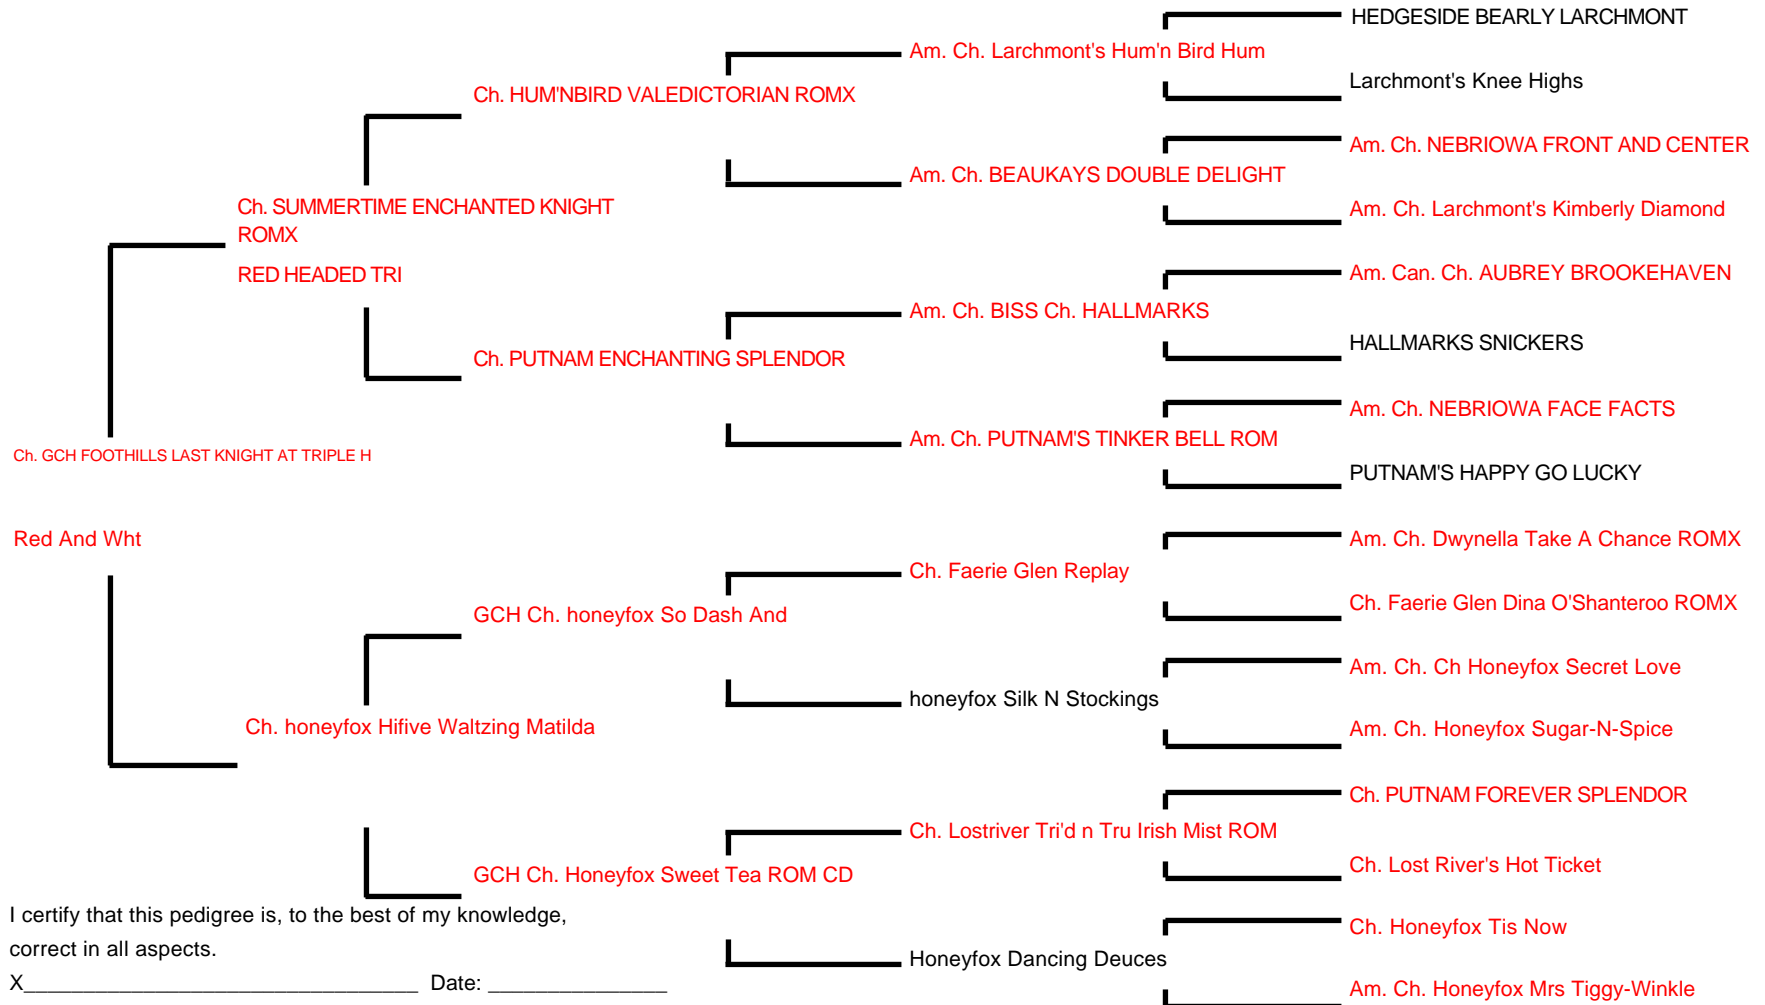 HEDGESIDE BEARLY LARCHMONT
Am. Ch. Larchmont's Hum'n Bird Hum
Larchmont's Knee Highs
Ch. HUM'NBIRD VALEDICTORIAN ROMX
Am. Ch. NEBRIOWA FRONT AND CENTER
Am. Ch. BEAUKAYS DOUBLE DELIGHT
Am. Ch. Larchmont's Kimberly Diamond
Ch. SUMMERTIME ENCHANTED KNIGHT
ROMX
RED HEADED TRI
Am. Can. Ch. AUBREY BROOKEHAVEN
Am. Ch. BISS Ch. HALLMARKS
HALLMARKS SNICKERS
Ch. PUTNAM ENCHANTING SPLENDOR
Am. Ch. NEBRIOWA FACE FACTS
Am. Ch. PUTNAM'S TINKER BELL ROM
PUTNAM'S HAPPY GO LUCKY
Ch. GCH FOOTHILLS LAST KNIGHT AT TRIPLE H
Red And Wht
Am. Ch. Dwynella Take A Chance ROMX
Ch. Faerie Glen Replay
Ch. Faerie Glen Dina O'Shanteroo ROMX
GCH Ch. honeyfox So Dash And
Am. Ch. Ch Honeyfox Secret Love
honeyfox Silk N Stockings
Am. Ch. Honeyfox Sugar-N-Spice
Ch. honeyfox Hifive Waltzing Matilda
Ch. PUTNAM FOREVER SPLENDOR
Ch. Lostriver Tri'd n Tru Irish Mist ROM
Ch. Lost River's Hot Ticket
GCH Ch. Honeyfox Sweet Tea ROM CD
Ch. Honeyfox Tis Now
Honeyfox Dancing Deuces
Am. Ch. Honeyfox Mrs Tiggy-Winkle
I certify that this pedigree is, to the best of my knowledge,
correct in all aspects.
X_________________________________ Date: _______________